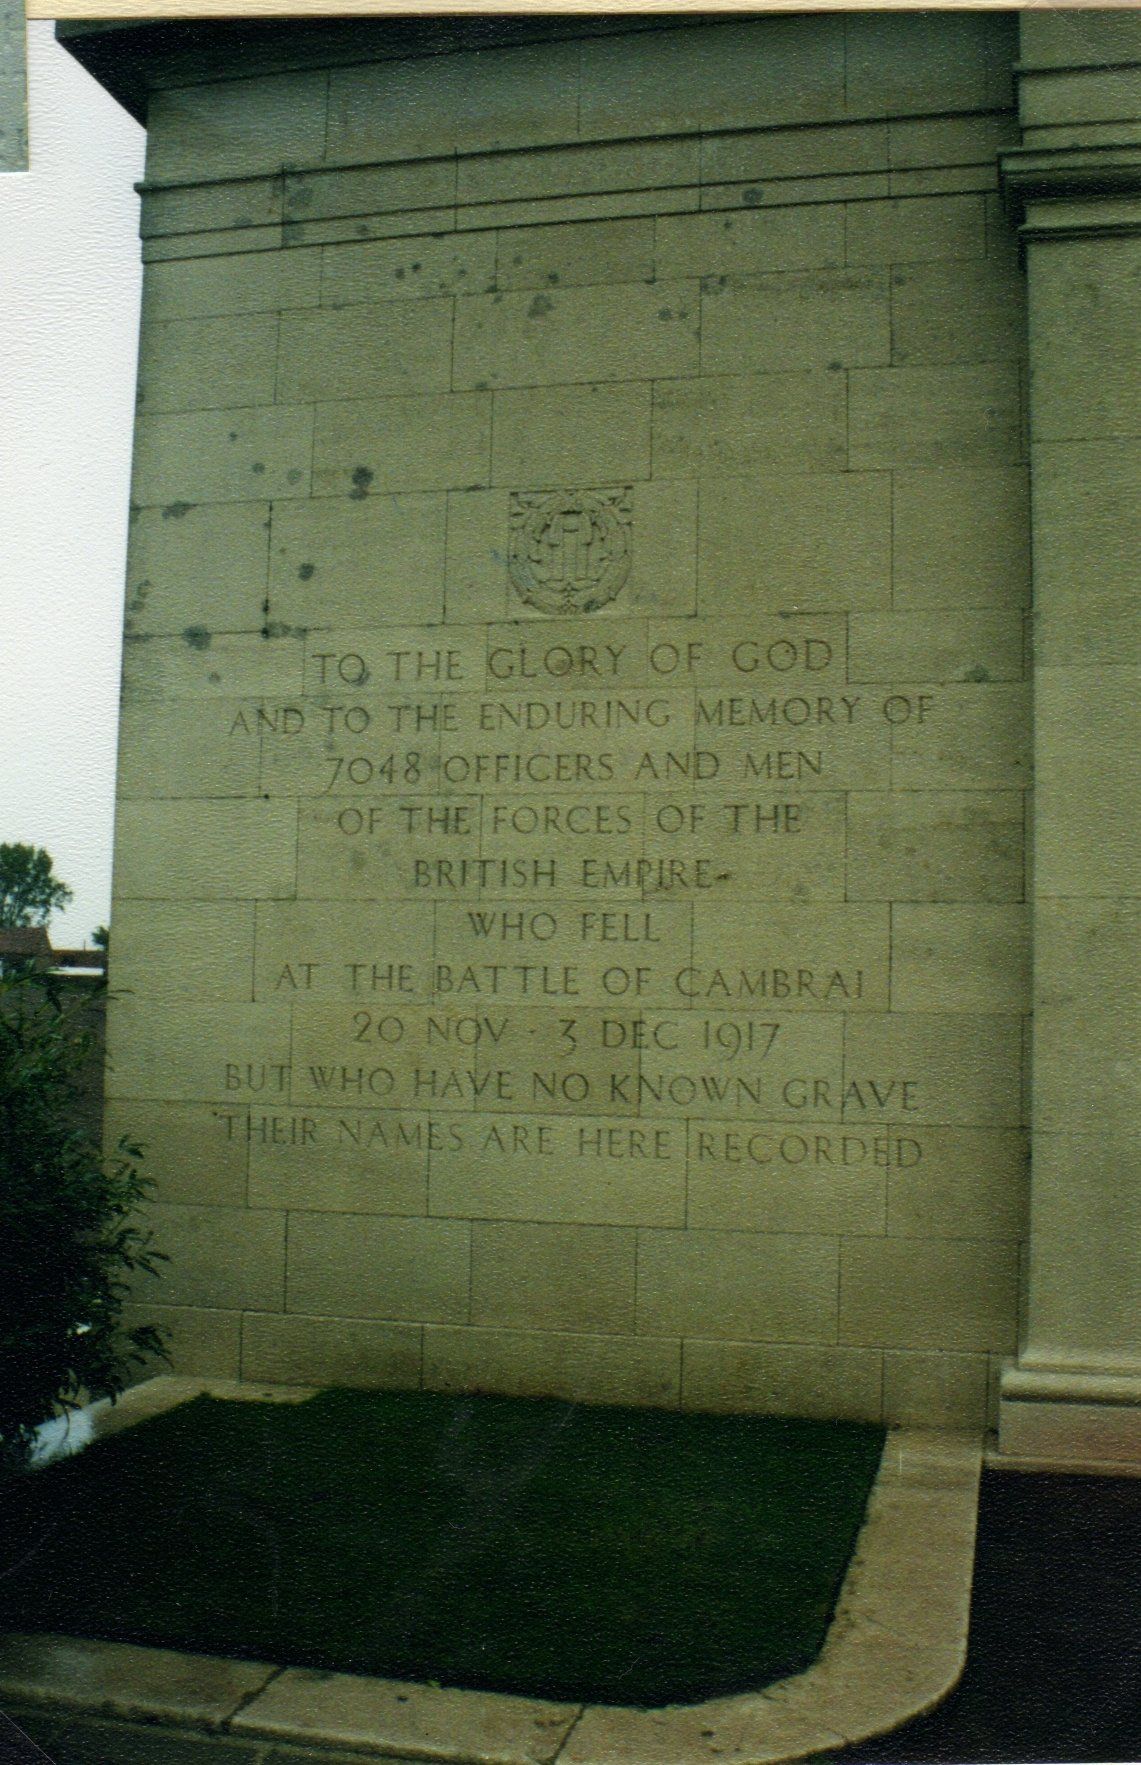 TO THE GLORY OF GOD
AND TO THE ENDURING MEMORY OF
7048 OFFICERS AND MEN
OF THE FORCES OF THE
BRITISH EMPIRE
WHO FELL
AT THE BATTLE OF CAMBRAI
20 NOV · 3 DEC 1917
BUT WHO HAVE NO KNOWN GRAVE
THEIR NAMES ARE HERE RECORDED